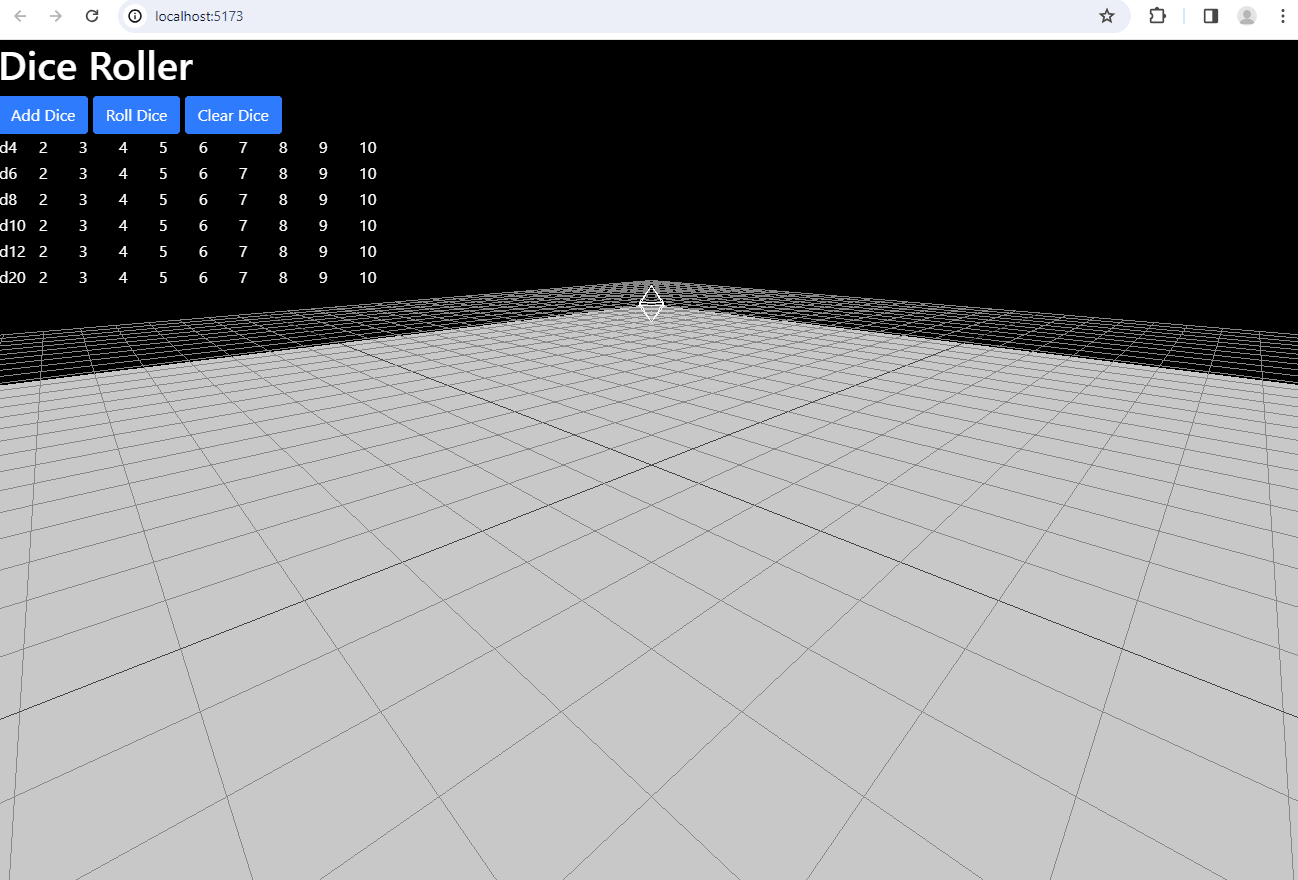 localhost:5173
Dice Roller
Add Dice Roll Dice Clear Dice
d4 2 3 4 5 6 7 8 9 10
d6 2 3 4 5 6 7 8 9 10
d8 2 3 4 5 6 7 8 9 10
d10 2 3 4 5 6 7 8 9 10
d12 2 3 4 5 6 7 8 9 10
d20 2 3 4 5 6 7 8 9 10